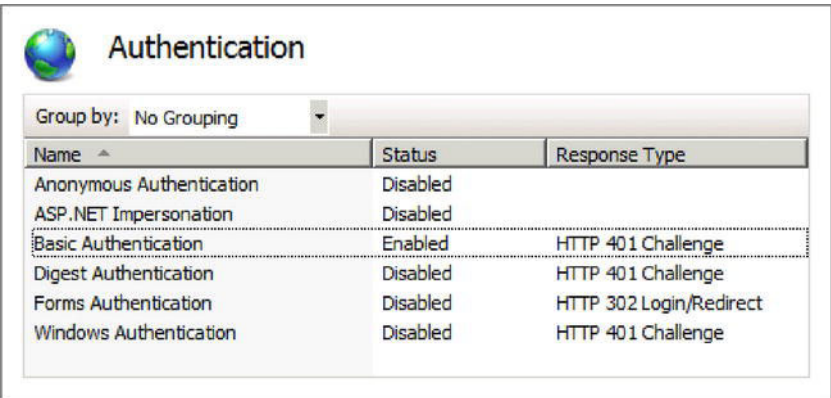 Authentication
Group by: No Grouping
Name Status Response Type
Anonymous Authentication Disabled
ASP.NET Impersonation Disabled
Basic Authentication Enabled HTTP 401 Challenge
Digest Authentication Disabled HTTP 401 Challenge
Forms Authentication Disabled HTTP 302 Login/Redirect
Windows Authentication Disabled HTTP 401 Challenge